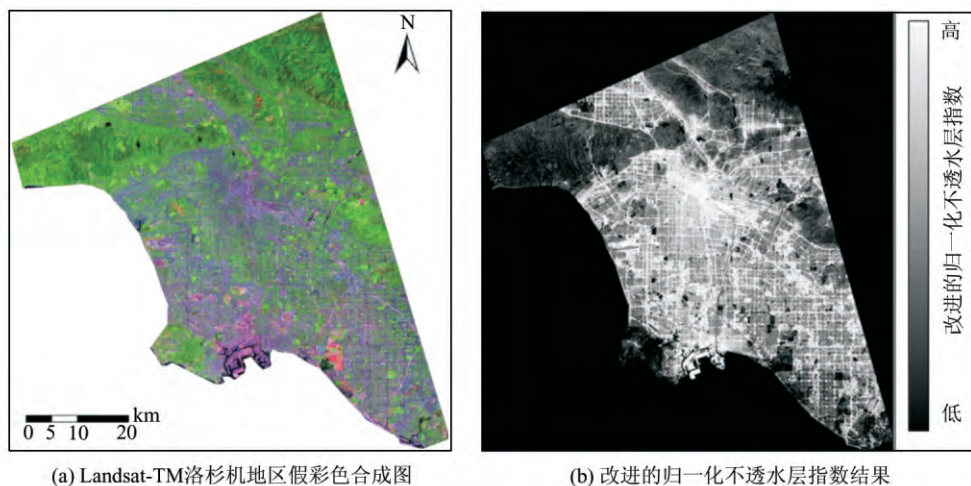 N
km
0 5 10 20
高
改进的归一化不透水层指数
低
(a) Landsat-TM洛杉机地区假彩色合成图
(b) 改进的归一化不透水层指数结果